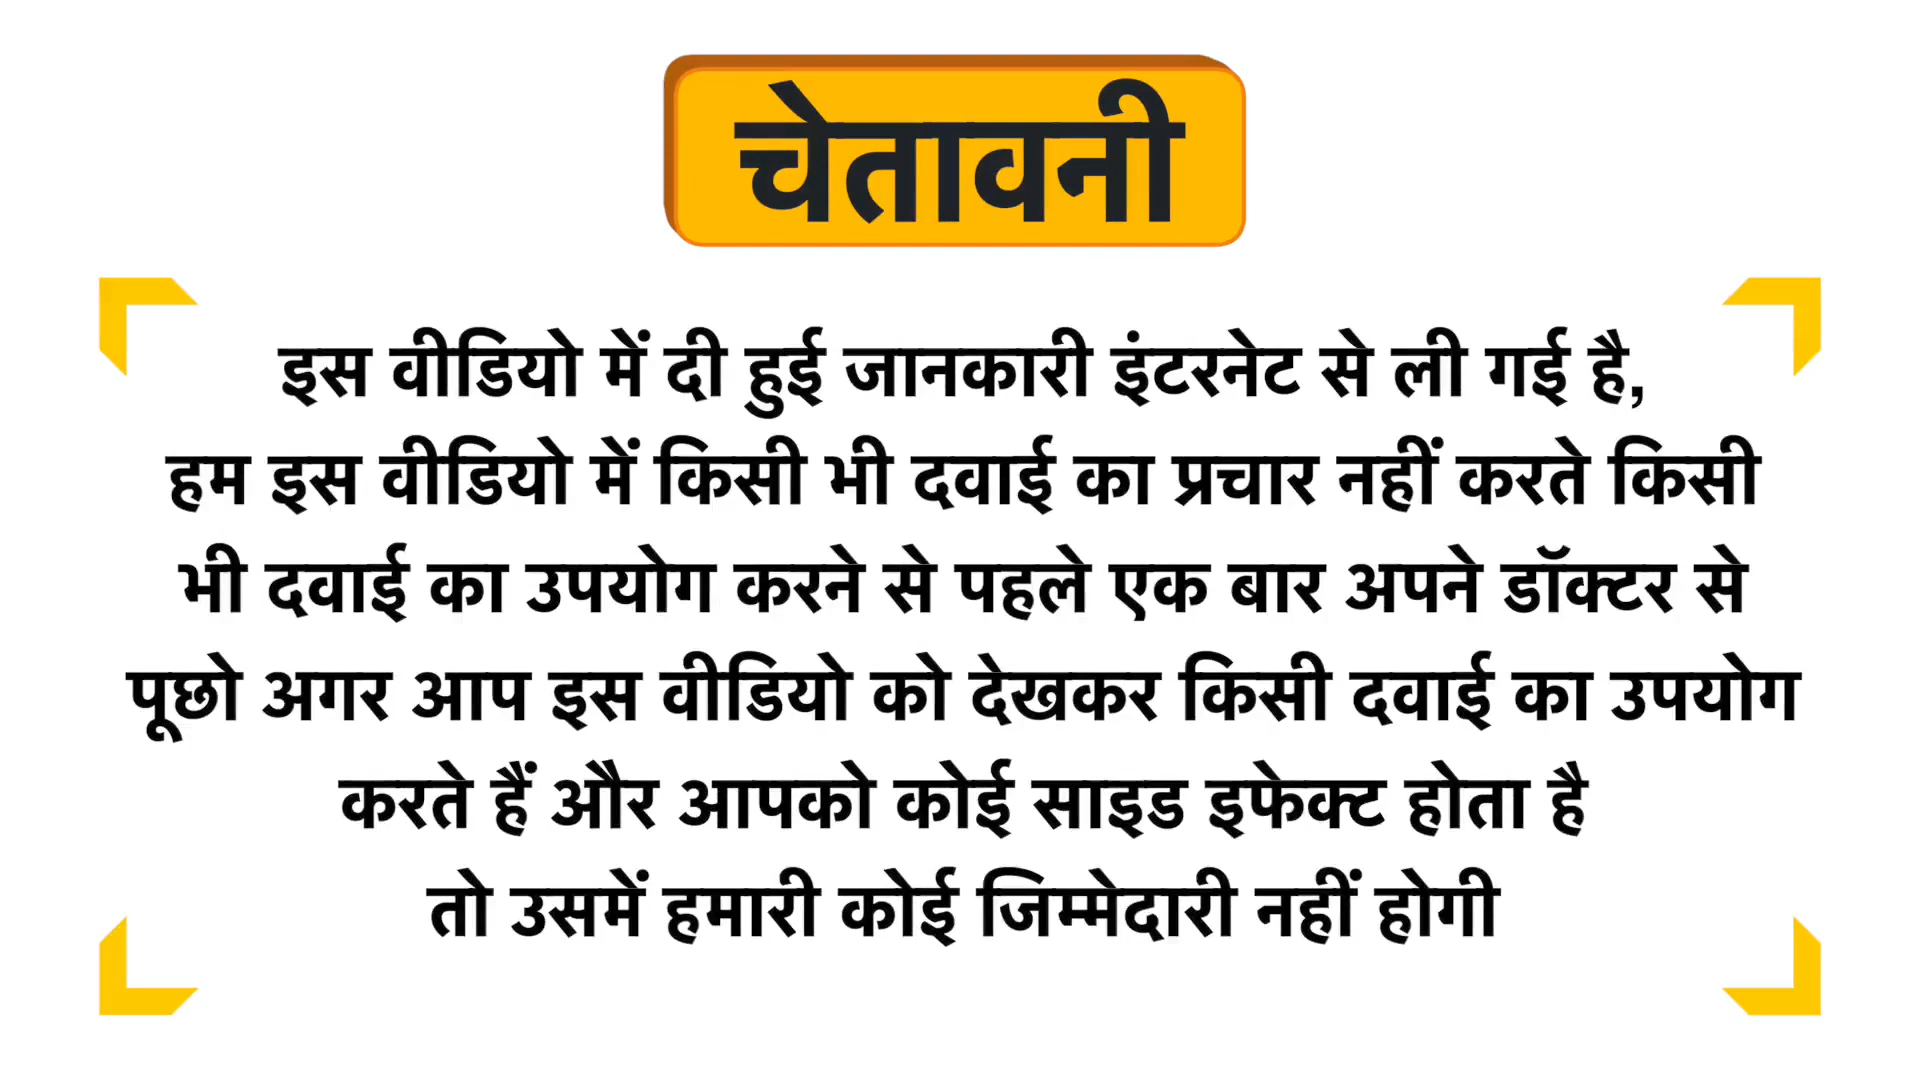 चेतावनी
इस वीडियो में दी हुई जानकारी इंटरनेट से ली गई है,
हम इस वीडियो में किसी भी दवाई का प्रचार नहीं करते किसी
भी दवाई का उपयोग करने से पहले एक बार अपने डॉक्टर से
पूछो अगर आप इस वीडियो को देखकर किसी दवाई का उपयोग
करते हैं और आपको कोई साइड इफेक्ट होता है
तो उसमें हमारी कोई जिम्मेदारी नहीं होगी